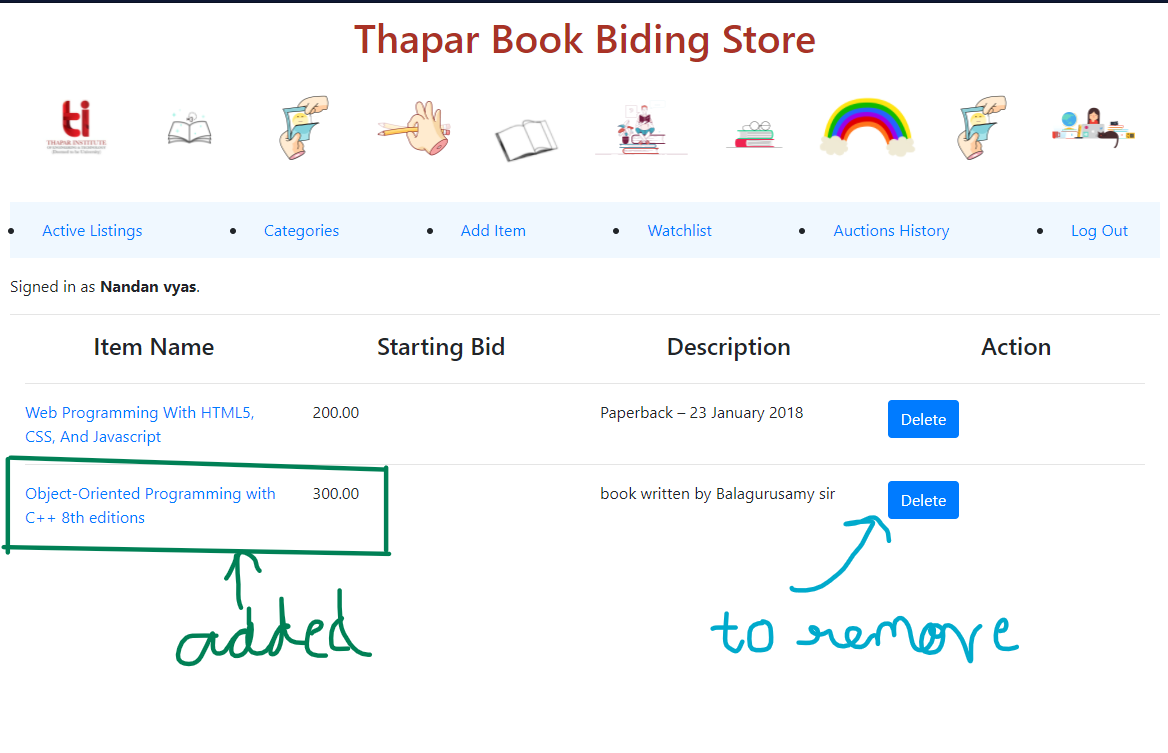 Thapar Book Biding Store
ti
THAPAR INSTITUTE
Active Listings
Categories
Add Item
Watchlist
Auctions History
Log Out
Signed in as Nandan vyas.
Item Name Starting Bid Description Action
Web Programming With HTML5, 200.00 Paperback – 23 January 2018 Delete
CSS, And Javascript
Object-Oriented Programming with 300.00 book written by Balagurusamy sir Delete
C++ 8th editions
added
to remove